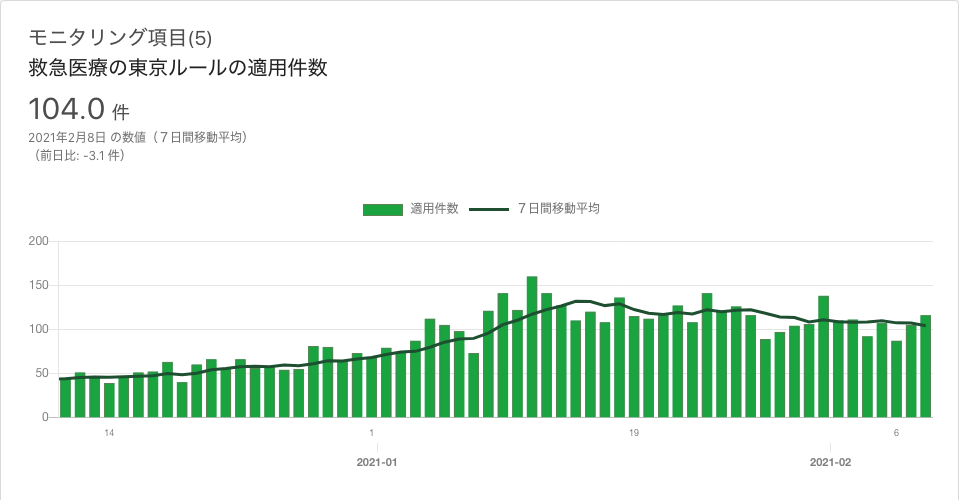 モニタリング項目(5)
救急医療の東京ルールの適用件数
104.0 件
2021年2月8日 の数値（７日間移動平均）
（前日比: -3.1 件）
適用件数 ７日間移動平均
200
150
100
50
0
14 1 19 6
2021-01 2021-02